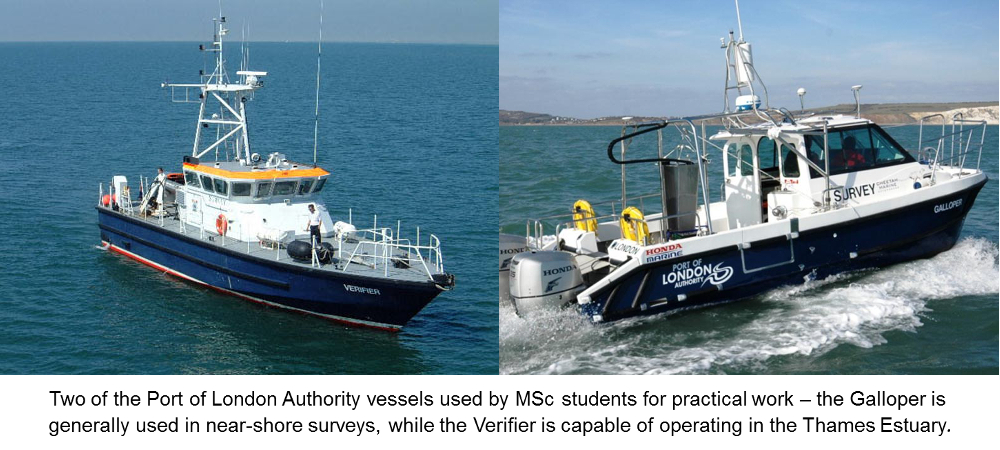 VERIFIER
SURVEY
GALLOPER
LONDON
HONDA
MARINE
HONDA
PORT OF
LONDON
AUTHORITY
Two of the Port of London Authority vessels used by MSc students for practical work – the Galloper is
generally used in near-shore surveys, while the Verifier is capable of operating in the Thames Estuary.